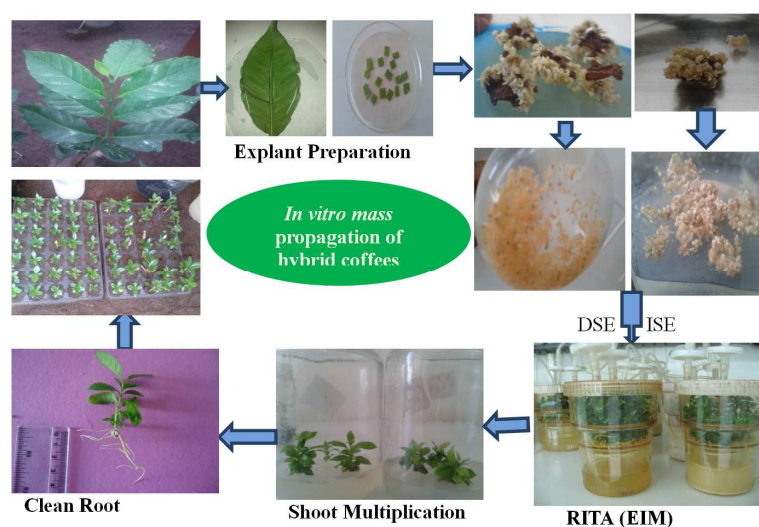 Explant Preparation
In vitro mass
propagation of
hybrid coffees
DSE
ISE
Clean Root
Shoot Multiplication
RITA (EIM)